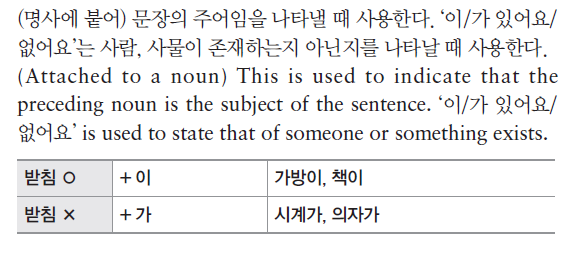 (명사에 붙어) 문장의 주어임을 나타낼 때 사용한다. ‘이/가 있어요/
없어요’는 사람, 사물이 존재하는지 아닌지를 나타날 때 사용한다.
(Attached to a noun) This is used to indicate that the
preceding noun is the subject of the sentence. ‘이/가 있어요/
없어요’ is used to state that of someone or something exists.
받침 ○ +이 가방이, 책이
받침 × +가 시계가, 의자가